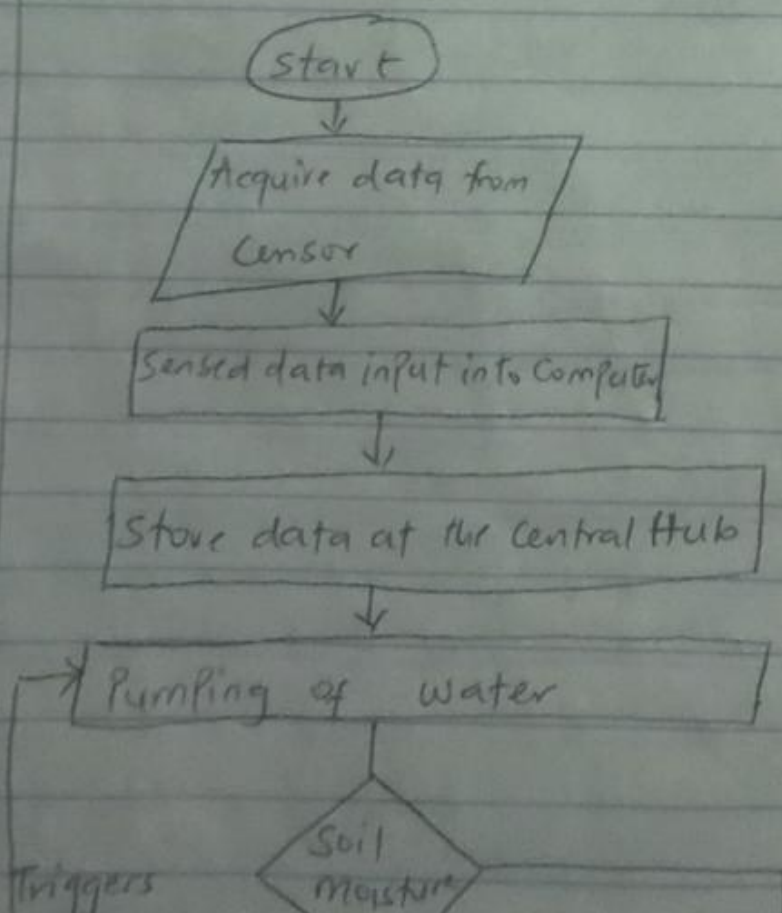 Start
Acquire data from
Censor
Sensed data input into Computer
Store data at the Central Hub
Pumping of water
Soil
Moisture
Triggers